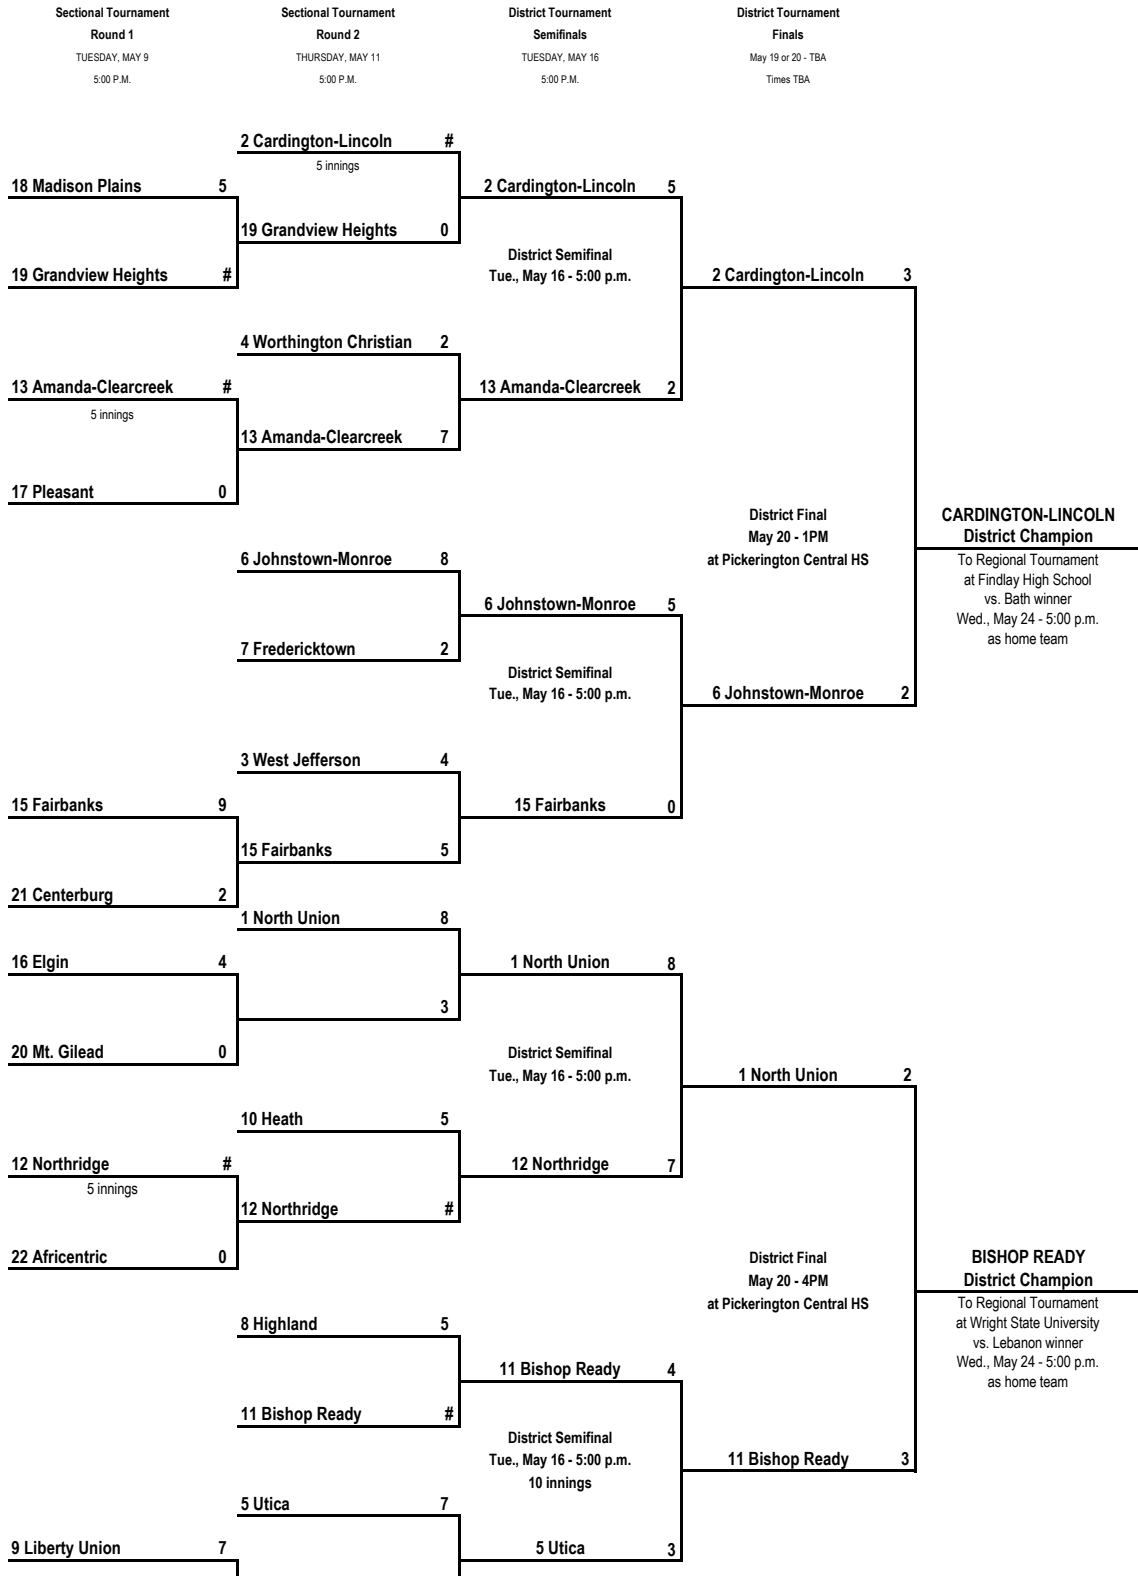 Sectional Tournament Sectional Tournament District Tournament District Tournament
Round 1 Round 2 Semifinals Finals
TUESDAY, MAY 9 THURSDAY, MAY 11 TUESDAY, MAY 16 May 19 or 20 - TBA
5:00 P.M. 5:00 P.M. 5:00 P.M. Times TBA
2 Cardington-Lincoln #
5 innings
18 Madison Plains 5 2 Cardington-Lincoln 5
19 Grandview Heights 0
District Semifinal
19 Grandview Heights # Tue., May 16 - 5:00 p.m. 2 Cardington-Lincoln 3
4 Worthington Christian 2
13 Amanda-Clearcreek # 13 Amanda-Clearcreek 2
5 innings
13 Amanda-Clearcreek 7
17 Pleasant 0
District Final CARDINGTON-LINCOLN
May 20 - 1PM District Champion
6 Johnstown-Monroe 8 at Pickerington Central HS To Regional Tournament
at Findlay High School
6 Johnstown-Monroe 5 vs. Bath winner
Wed., May 24 - 5:00 p.m.
as home team
7 Fredericktown 2
District Semifinal
Tue., May 16 - 5:00 p.m. 6 Johnstown-Monroe 2
3 West Jefferson 4
15 Fairbanks 9 15 Fairbanks 0
15 Fairbanks 5
21 Centerburg 2
1 North Union 8
16 Elgin 4 1 North Union 8
3
20 Mt. Gilead 0 District Semifinal
Tue., May 16 - 5:00 p.m. 1 North Union 2
10 Heath 5
12 Northridge # 12 Northridge 7
5 innings
12 Northridge #
22 Africentric 0 District Final BISHOP READY
May 20 - 4PM District Champion
at Pickerington Central HS To Regional Tournament
8 Highland 5 at Wright State University
vs. Lebanon winner
11 Bishop Ready 4 Wed., May 24 - 5:00 p.m.
as home team
11 Bishop Ready #
District Semifinal
Tue., May 16 - 5:00 p.m. 11 Bishop Ready 3
10 innings
5 Utica 7
9 Liberty Union 7 5 Utica 3